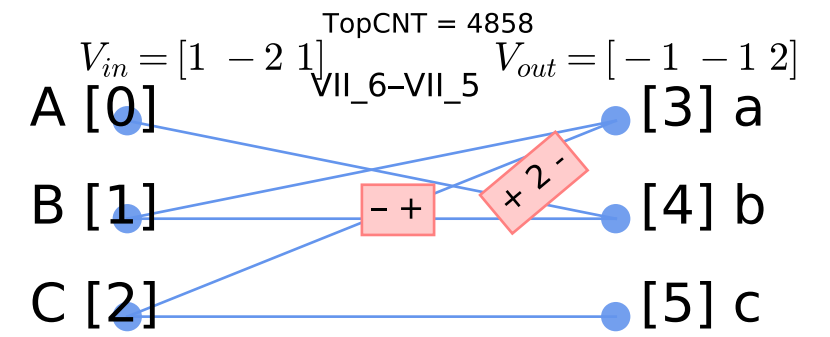 TopCNT = 4858
V_in = [1 −2 1] V_out = [−1 −1 2]
VII_6–VII_5
A [0] [3] a
+ 2 -
B [1] – + [4] b
C [2] [5] c